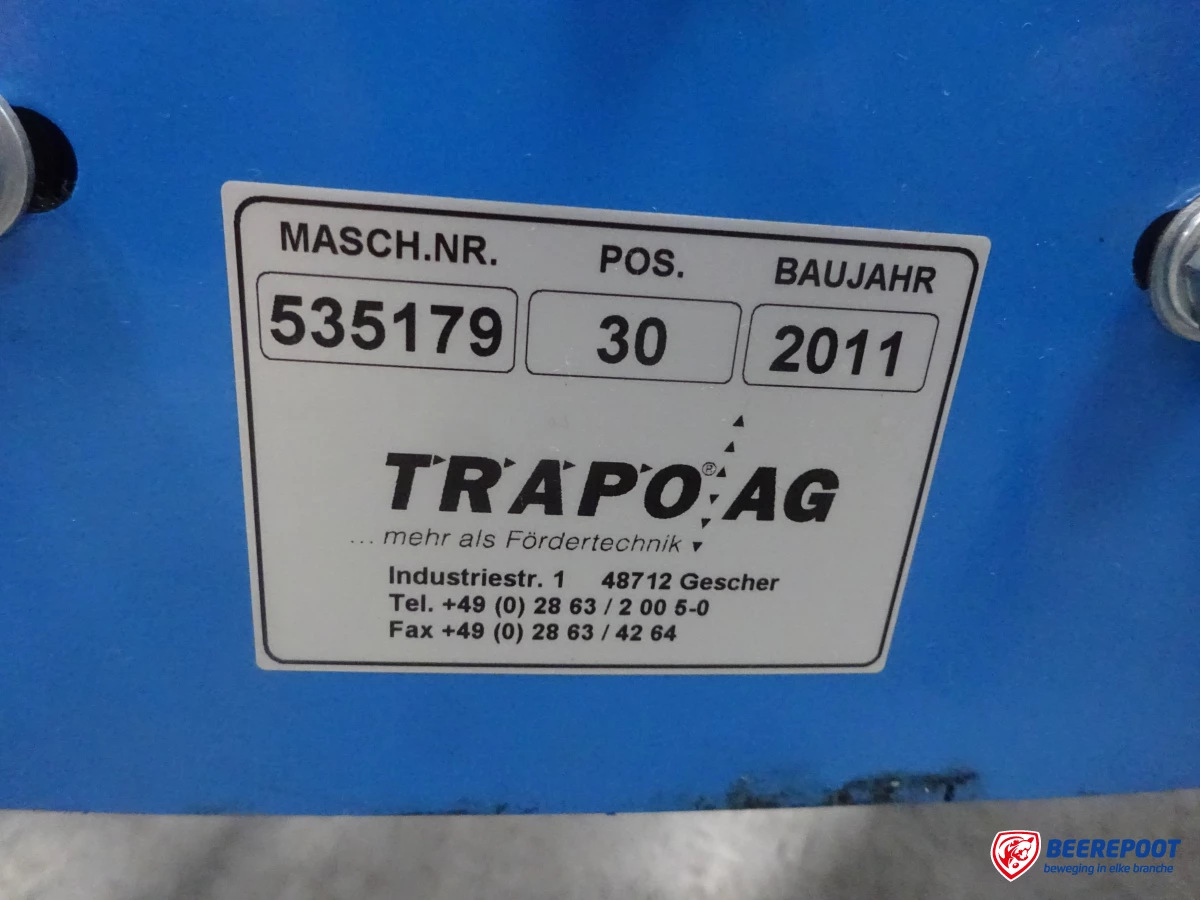 MASCH.NR. POS. BAUJAHR
535179 30 2011
TRAPO® AG
... mehr als Fördertechnik
Industriestr. 1 48712 Gescher
Tel. +49 (0) 28 63 / 2 00 5-0
Fax +49 (0) 28 63 / 42 64
BEEREPOOT
beweging in elke branche